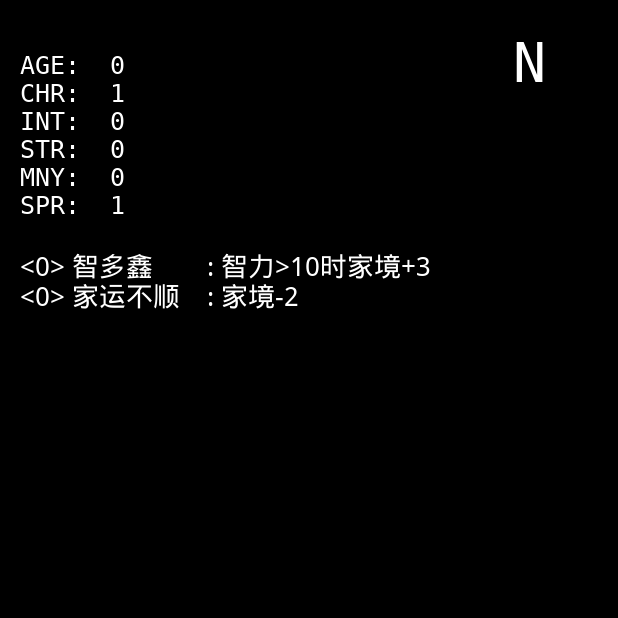 N
AGE: 0
CHR: 1
INT: 0
STR: 0
MNY: 0
SPR: 1
<0> 智多鑫 : 智力>10时家境+3
<0> 家运不顺 : 家境-2